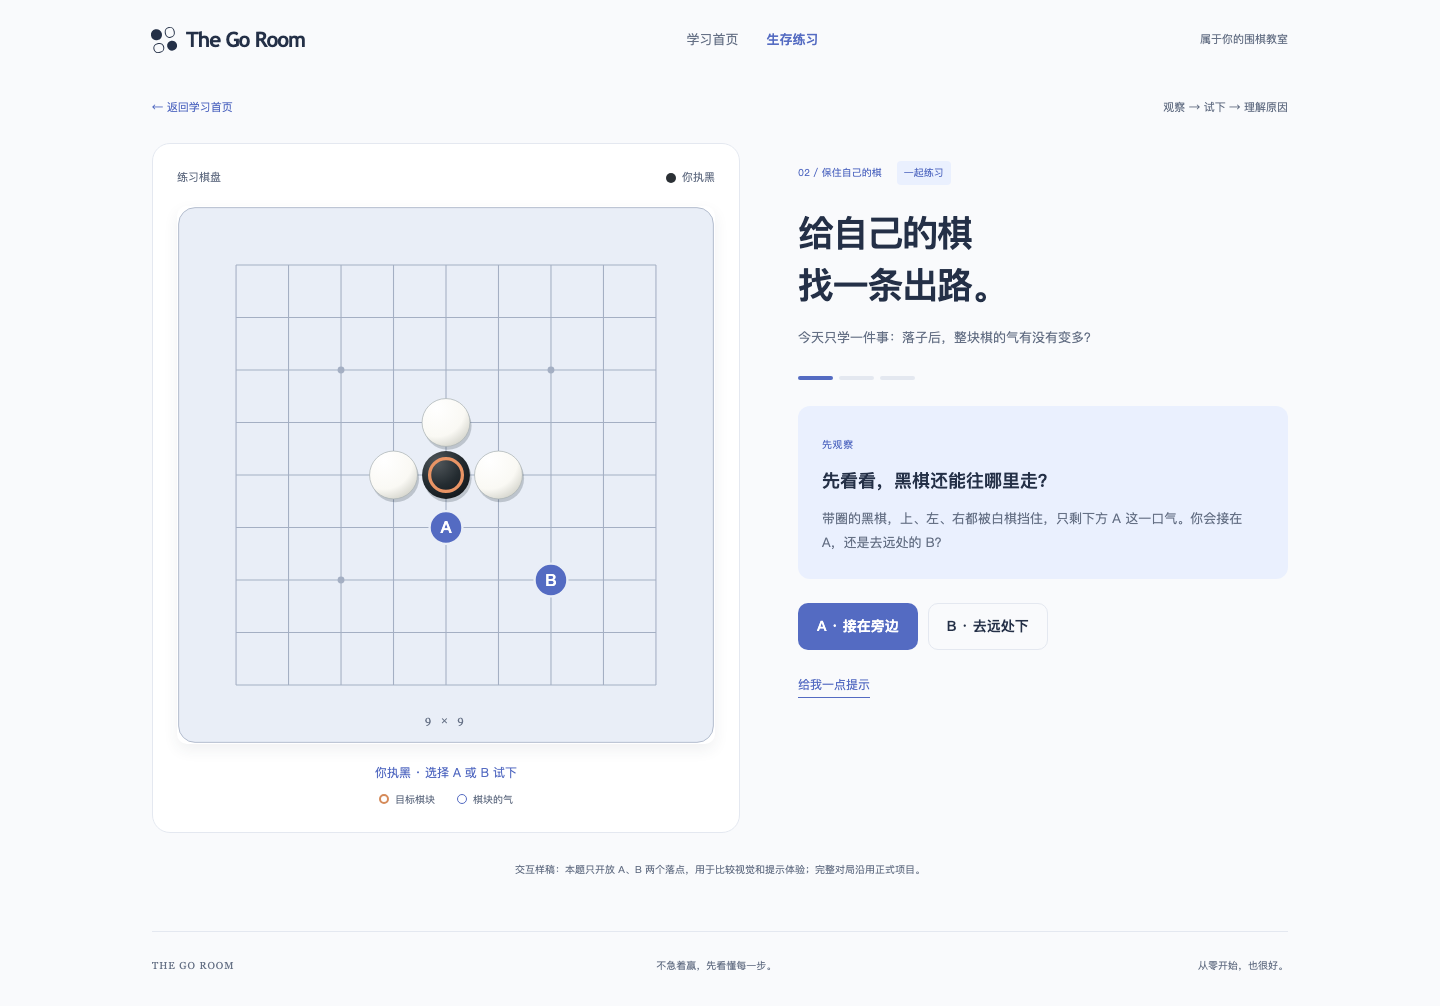 The Go Room
学习首页
生存练习
属于你的围棋教室
← 返回学习首页
观察 → 试下 → 理解原因
练习棋盘
你执黑
A
B
9 × 9
你执黑 · 选择 A 或 B 试下
目标棋块
棋块的气
02 / 保住自己的棋
一起练习
给自己的棋
找一条出路。
今天只学一件事：落子后，整块棋的气有没有变多？
先观察
先看看，黑棋还能往哪里走？
带圈的黑棋，上、左、右都被白棋挡住，只剩下方 A 这一口气。你会接在
A，还是去远处的 B？
A · 接在旁边
B · 去远处下
给我一点提示
交互样稿：本题只开放 A、B 两个落点，用于比较视觉和提示体验；完整对局沿用正式项目。
THE GO ROOM
不急着赢，先看懂每一步。
从零开始，也很好。